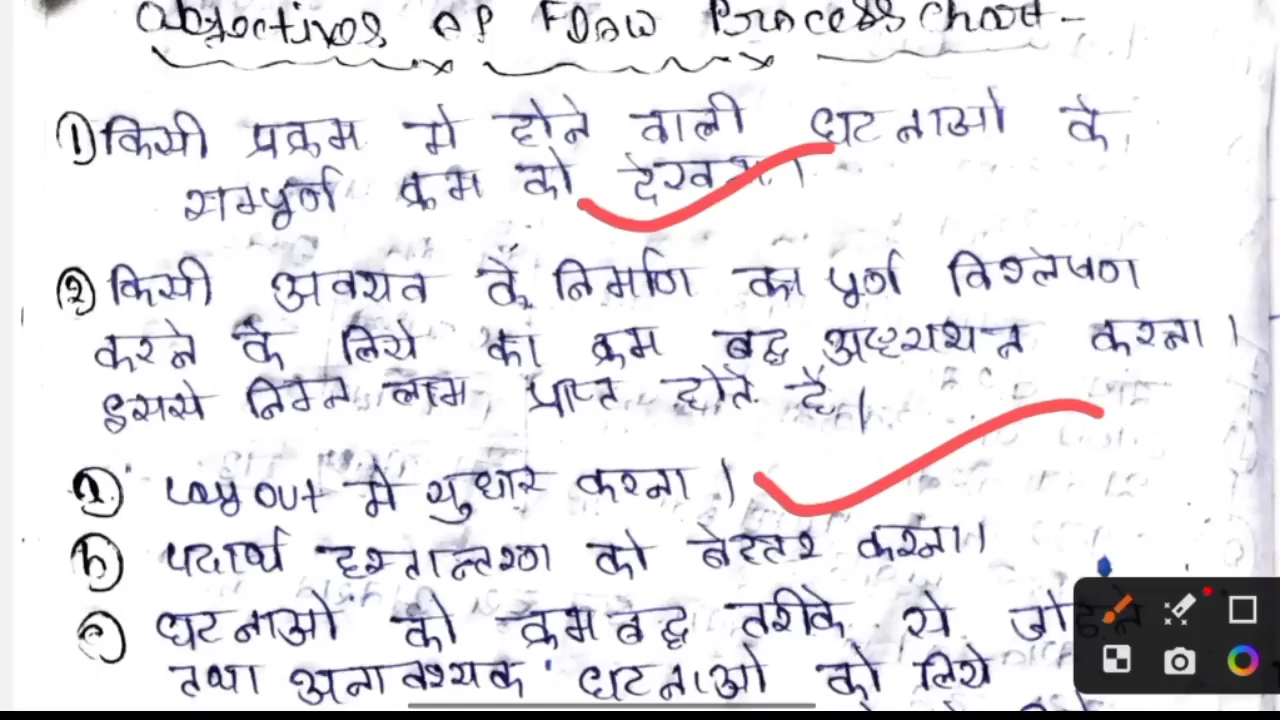 objectives of Flow Process Chart -
① किसी प्रक्रम मे होने वाली घटनाओ के
सम्पूर्ण क्रम को देखना।
② किसी अवयव के निर्माण का पूर्ण विश्लेषण
करने के लिये का क्रम बद्ध अध्ययन करना।
इससे निम्न लाभ प्राप्त होते है।
ⓐ Layout मे सुधार करना।
ⓑ पदार्थ हस्तान्तरण को बेहतर करना।
ⓒ घटनाओ को क्रमबद्ध तरीके से
तथा अनावश्यक घटनाओ को लिये